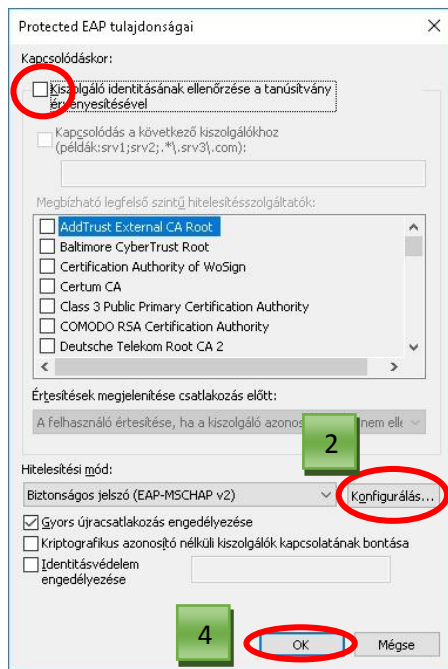 Protected EAP tulajdonságai
Kapcsolódáskor:
Kiszolgáló identitásának ellenőrzése a tanúsítvány
érvényesítésével
Kapcsolódás a következő kiszolgálókhoz
(példák:srv1;srv2;.*\.srv3\.com):
Megbízható legfelső szintű hitelesítésszolgáltatók:
AddTrust External CA Root
Baltimore CyberTrust Root
Certification Authority of WoSign
Certum CA
Class 3 Public Primary Certification Authority
COMODO RSA Certification Authority
Deutsche Telekom Root CA 2
Értesítések megjelenítése csatlakozás előtt:
A felhasználó értesítése, ha a kiszolgáló azonos nem elle
2
Hitelesítési mód:
Biztonságos jelszó (EAP-MSCHAP v2) Konfigurálás...
Gyors újracsatlakozás engedélyezése
Kriptografikus azonosító nélküli kiszolgálók kapcsolatának bontása
Identitásvédelem
engedélyezése
4 OK Mégse